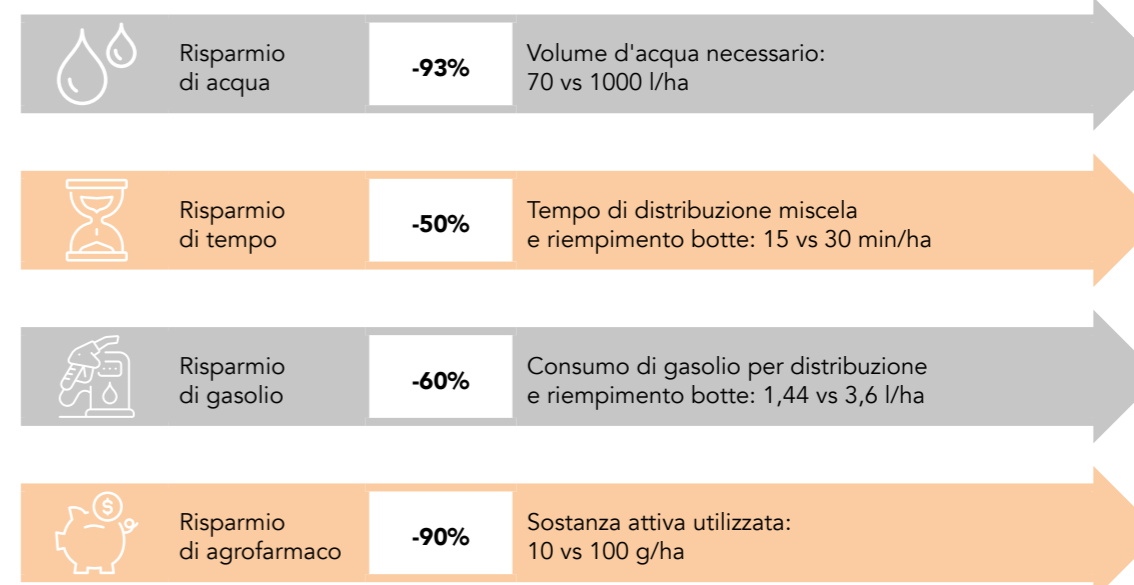 Risparmio
di acqua
-93%
Volume d'acqua necessario:
70 vs 1000 l/ha
Risparmio
di tempo
-50%
Tempo di distribuzione miscela
e riempimento botte: 15 vs 30 min/ha
Risparmio
di gasolio
-60%
Consumo di gasolio per distribuzione
e riempimento botte: 1,44 vs 3,6 l/ha
$
Risparmio
di agrofarmaco
-90%
Sostanza attiva utilizzata:
10 vs 100 g/ha